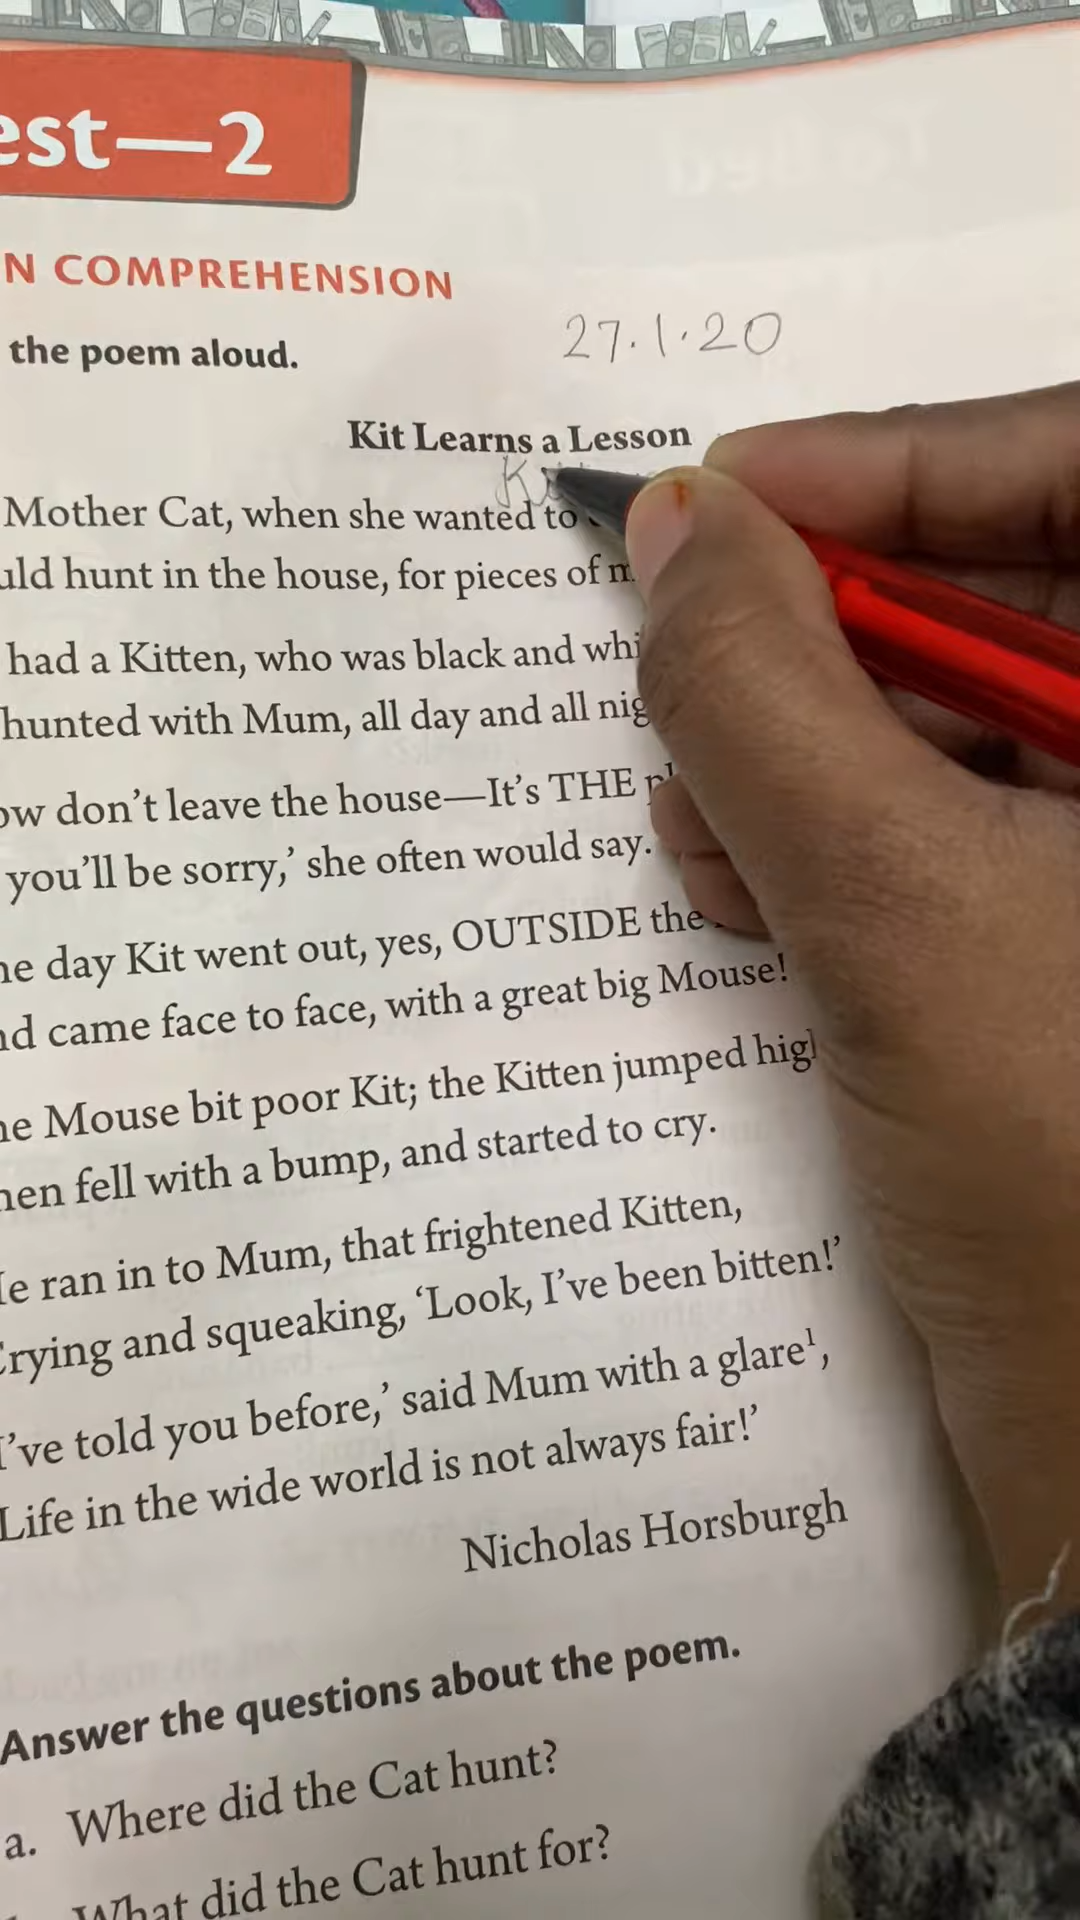 est—2
N COMPREHENSION
27.1.20
the poem aloud.
Kit Learns a Lesson
Mother Cat, when she wanted to
uld hunt in the house, for pieces of m
had a Kitten, who was black and whi
hunted with Mum, all day and all nig
ow don't leave the house—It's THE pl
you'll be sorry,' she often would say.
ne day Kit went out, yes, OUTSIDE the
nd came face to face, with a great big Mouse!
he Mouse bit poor Kit; the Kitten jumped high
hen fell with a bump, and started to cry.
He ran in to Mum, that frightened Kitten,
Crying and squeaking, 'Look, I've been bitten!'
I've told you before,' said Mum with a glare¹,
Life in the wide world is not always fair!'
Nicholas Horsburgh
Answer the questions about the poem.
a. Where did the Cat hunt?
What did the Cat hunt for?